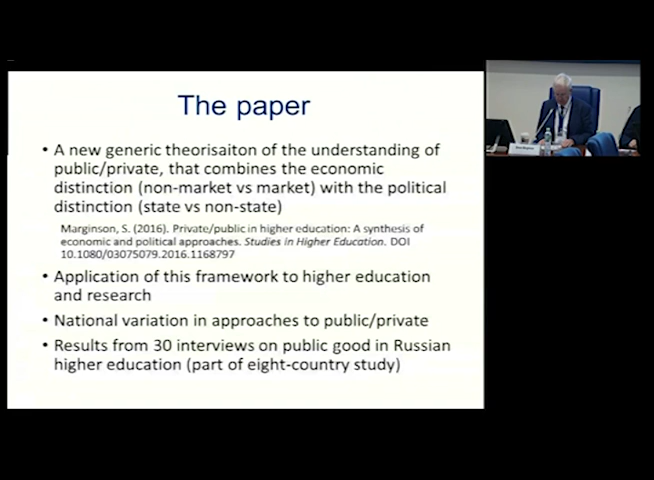 The paper
• A new generic theorisaiton of the understanding of
public/private, that combines the economic
distinction (non-market vs market) with the political
distinction (state vs non-state)
Marginson, S. (2016). Private/public in higher education: A synthesis of
economic and political approaches. Studies in Higher Education. DOI
10.1080/03075079.2016.1168797
• Application of this framework to higher education
and research
• National variation in approaches to public/private
• Results from 30 interviews on public good in Russian
higher education (part of eight-country study)